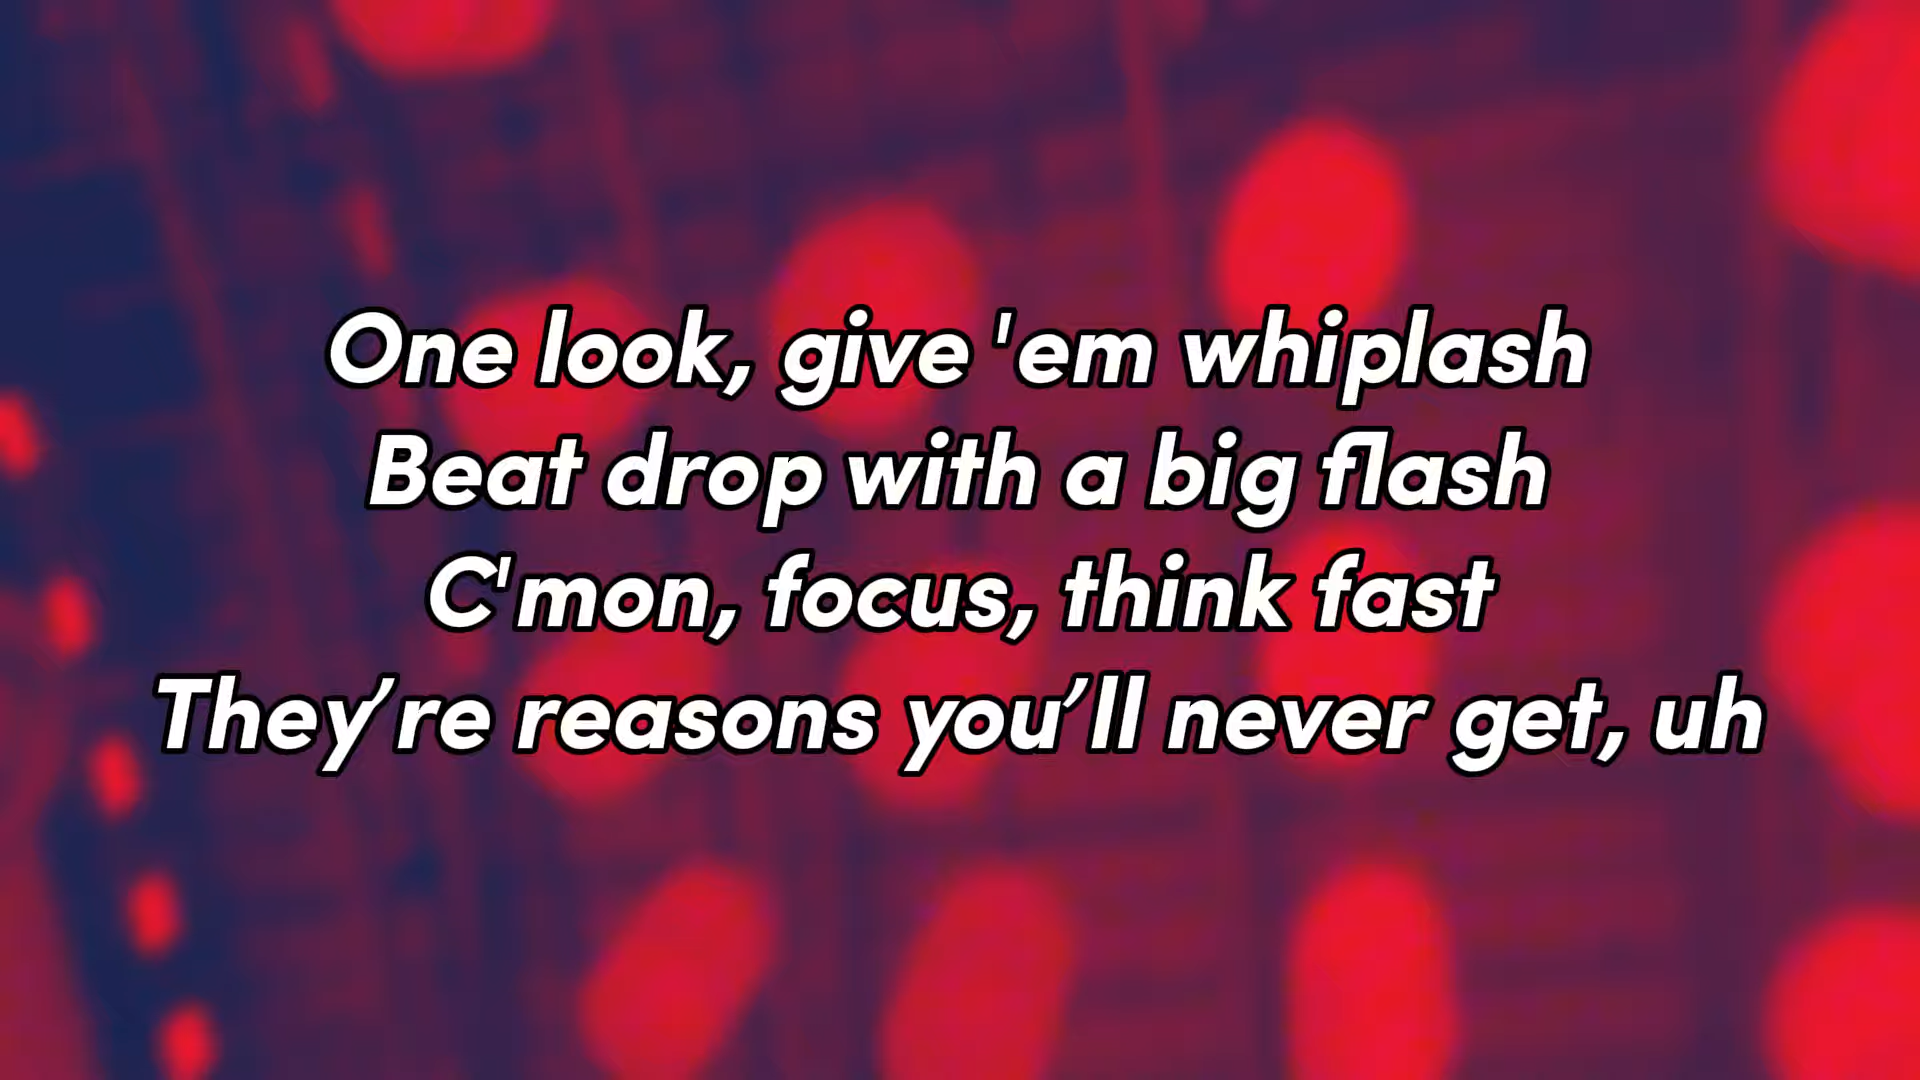 One look, give 'em whiplash
Beat drop with a big flash
C'mon, focus, think fast
They’re reasons you’ll never get, uh